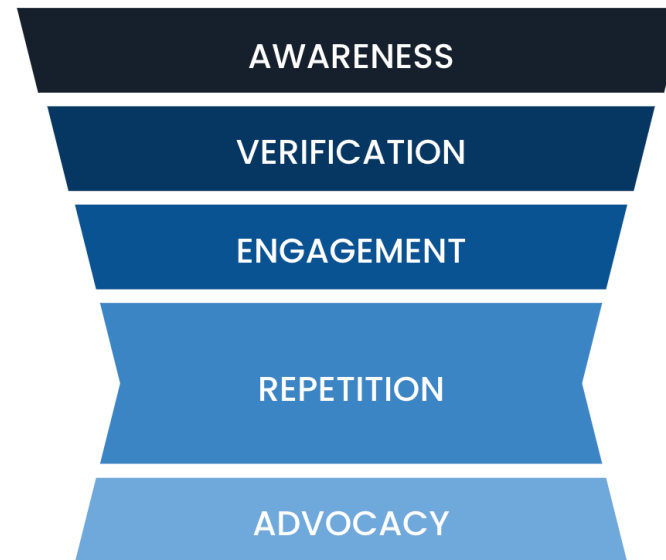 AWARENESS
VERIFICATION
ENGAGEMENT
REPETITION
ADVOCACY